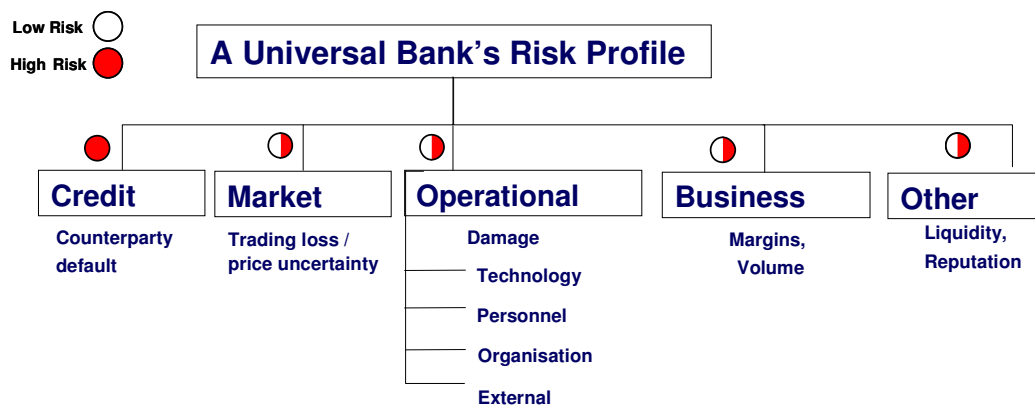 Low Risk
High Risk
A Universal Bank's Risk Profile
Credit
Counterparty
default
Market
Trading loss /
price uncertainty
Operational
Damage
Technology
Personnel
Organisation
External
Business
Margins,
Volume
Other
Liquidity,
Reputation